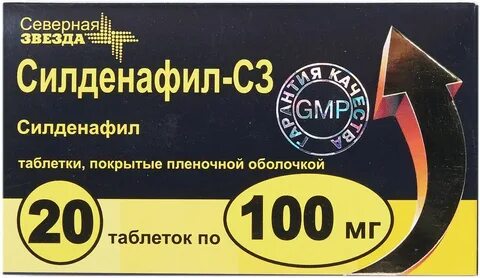 Северная
ЗВЕЗДА
Силденафил-СЗ
Силденафил
таблетки, покрытые пленочной оболочкой
20 таблеток по 100 мг
ГАРАНТИЯ КАЧЕСТВА
GMP